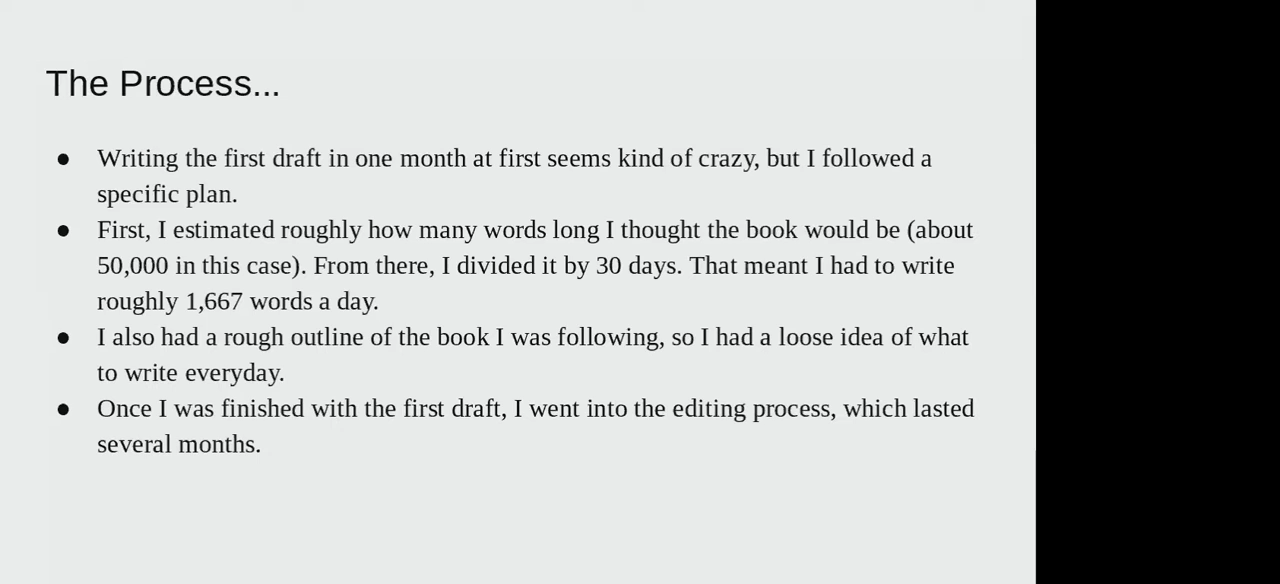 The Process...
● Writing the first draft in one month at first seems kind of crazy, but I followed a
specific plan.
● First, I estimated roughly how many words long I thought the book would be (about
50,000 in this case). From there, I divided it by 30 days. That meant I had to write
roughly 1,667 words a day.
● I also had a rough outline of the book I was following, so I had a loose idea of what
to write everyday.
● Once I was finished with the first draft, I went into the editing process, which lasted
several months.